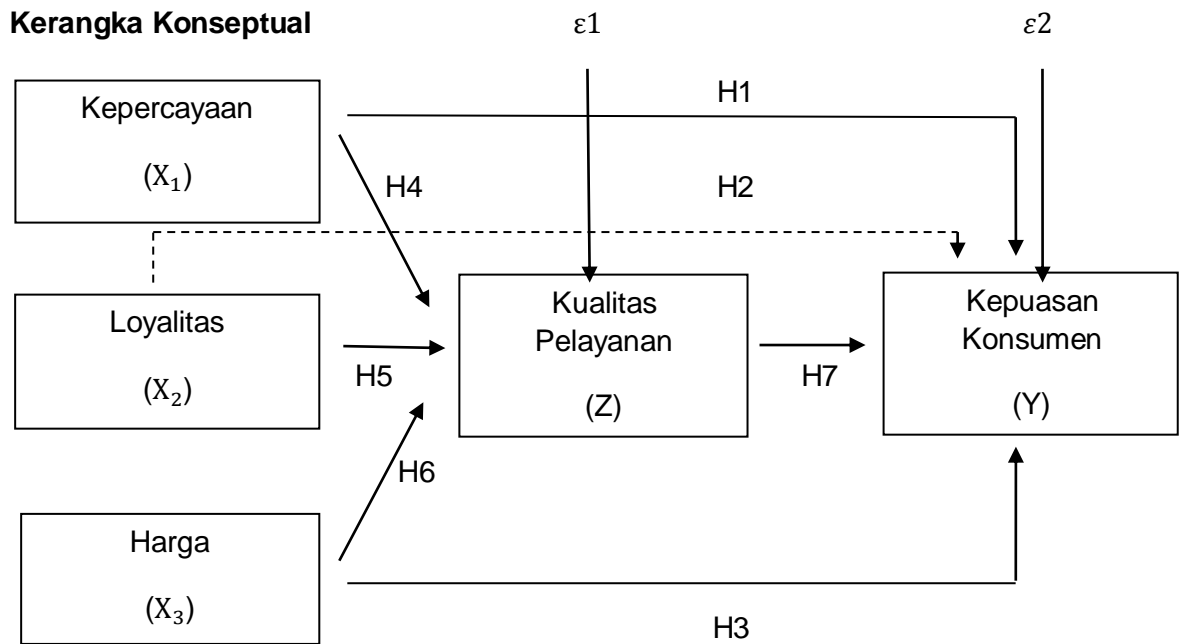 Kerangka Konseptual
ε1
ε2
Kepercayaan
(X₁)
H1
H4
H2
Loyalitas
(X₂)
H5
Kualitas
Pelayanan
(Z)
H7
Kepuasan
Konsumen
(Y)
H6
Harga
(X₃)
H3